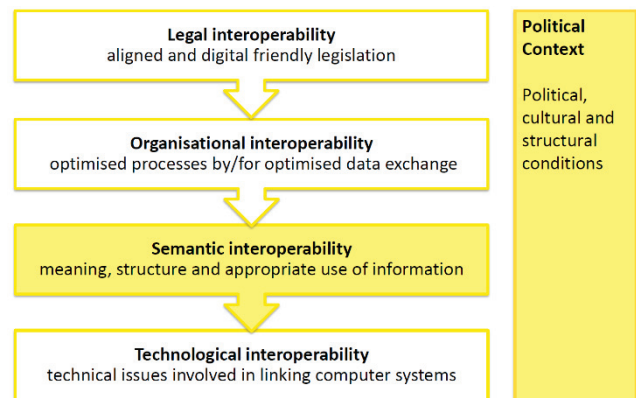 Legal interoperability
aligned and digital friendly legislation
Organisational interoperability
optimised processes by/for optimised data exchange
Semantic interoperability
meaning, structure and appropriate use of information
Technological interoperability
technical issues involved in linking computer systems
Political
Context
Political,
cultural and
structural
conditions